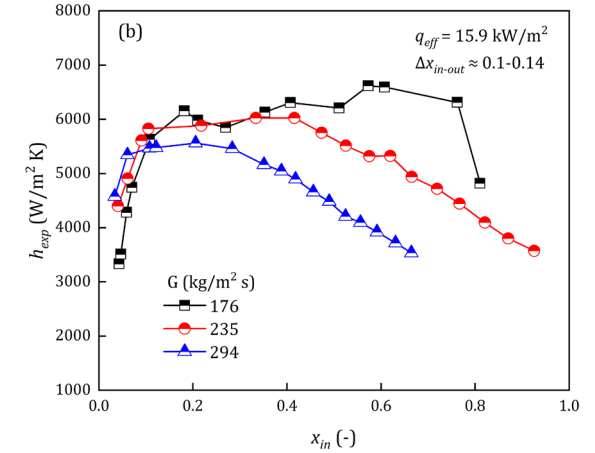 (b)
q_eff = 15.9 kW/m²
Δx_in-out ≈ 0.1-0.14
8000
7000
6000
5000
4000
3000
2000
1000
h_exp (W/m² K)
G (kg/m² s)
176
235
294
0.0 0.2 0.4 0.6 0.8 1.0
x_in (-)